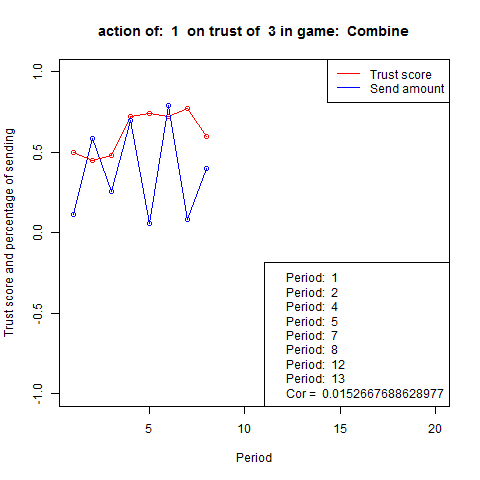 action of:  1  on trust of  3 in game:  Combine
Trust score
Send amount
Trust score and percentage of sending
1.0
0.5
0.0
-0.5
-1.0
Period:  1
Period:  2
Period:  4
Period:  5
Period:  7
Period:  8
Period:  12
Period:  13
Cor =  0.0152667688628977
5
10
15
20
Period